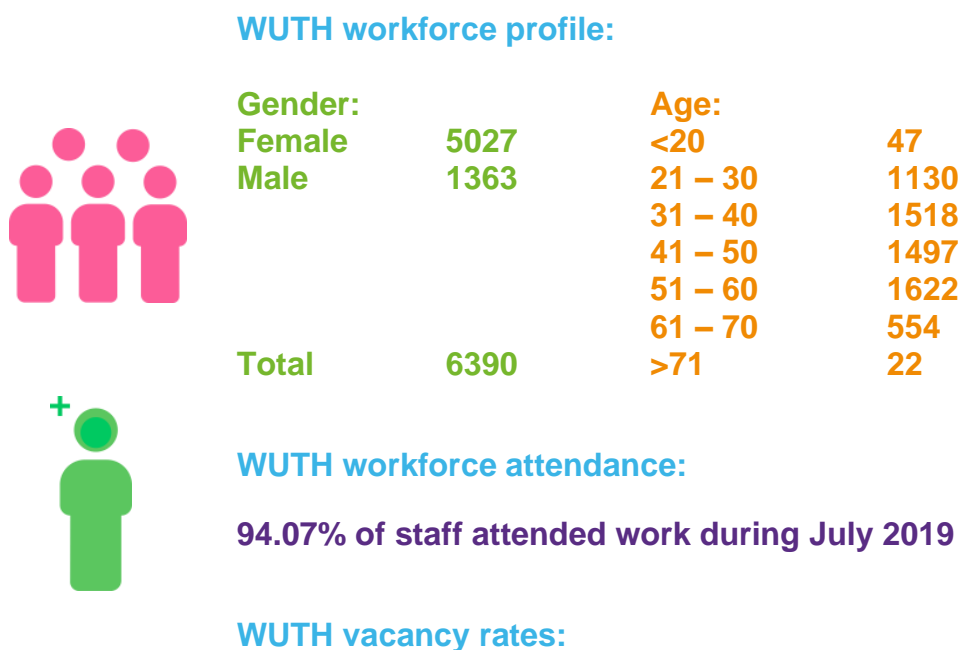 WUTH workforce profile:
Gender: Age:
Female 5027 <20 47
Male 1363 21 – 30 1130
31 – 40 1518
41 – 50 1497
51 – 60 1622
61 – 70 554
Total 6390 >71 22
+
WUTH workforce attendance:
94.07% of staff attended work during July 2019
WUTH vacancy rates: